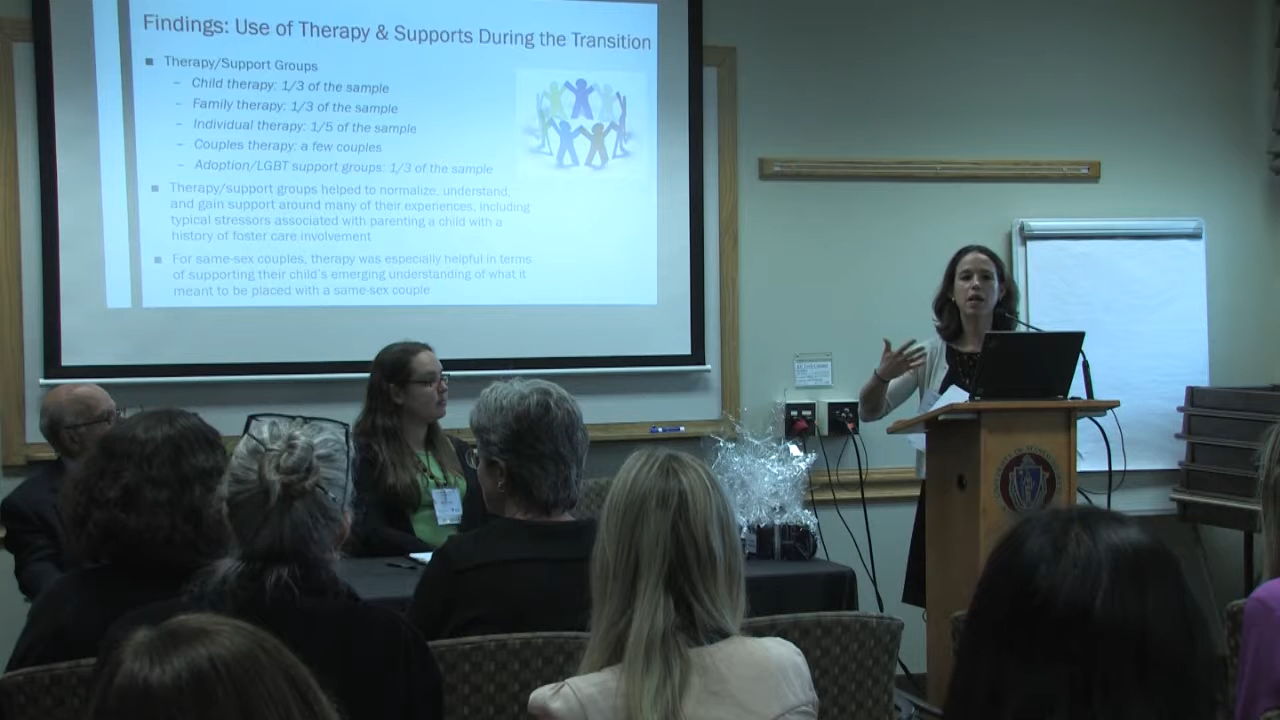 Findings: Use of Therapy & Supports During the Transition
▪ Therapy/Support Groups
– Child therapy: 1/3 of the sample
– Family therapy: 1/3 of the sample
– Individual therapy: 1/5 of the sample
– Couples therapy: a few couples
– Adoption/LGBT support groups: 1/3 of the sample
▪ Therapy/support groups helped to normalize, understand,
and gain support around many of their experiences, including
typical stressors associated with parenting a child with a
history of foster care involvement
▪ For same-sex couples, therapy was especially helpful in terms
of supporting their child's emerging understanding of what it
meant to be placed with a same-sex couple